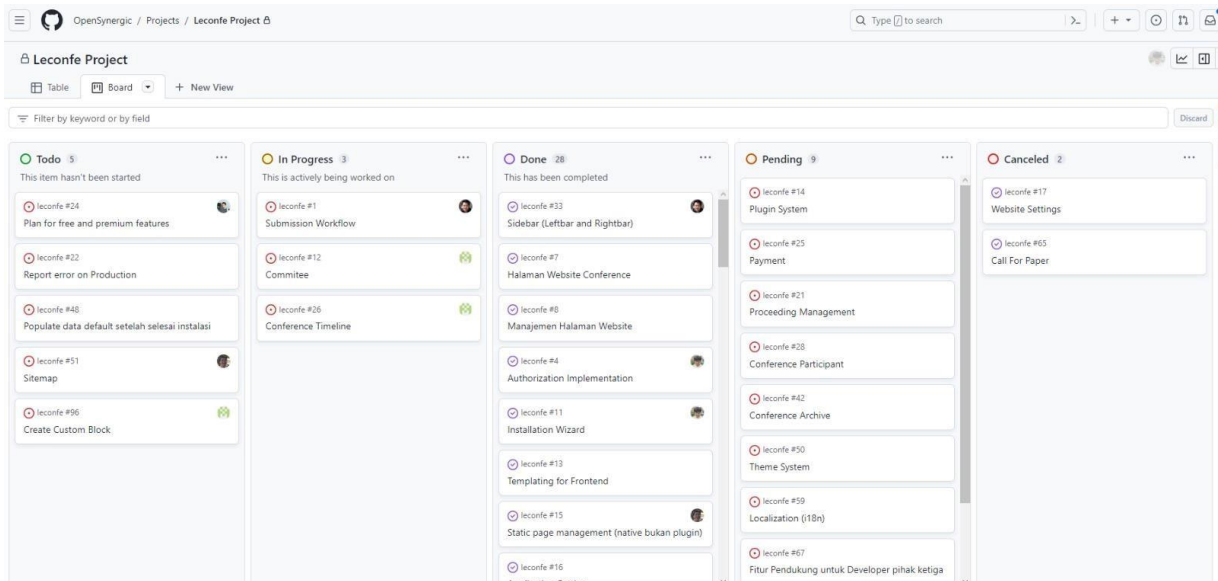 OpenSynergic / Projects / Leconfe Project
Type / to search
Leconfe Project
Table
Board
+ New View
Filter by keyword or by field
Discard
Todo 5
This item hasn't been started
leconfe #24
Plan for free and premium features
leconfe #22
Report error on Production
leconfe #48
Populate data default setelah selesai instalasi
leconfe #51
Sitemap
leconfe #96
Create Custom Block
In Progress 3
This is actively being worked on
leconfe #1
Submission Workflow
leconfe #12
Commitee
leconfe #26
Conference Timeline
Done 28
This has been completed
leconfe #33
Sidebar (Leftbar and Rightbar)
leconfe #7
Halaman Website Conference
leconfe #8
Manajemen Halaman Website
leconfe #4
Authorization Implementation
leconfe #11
Installation Wizard
leconfe #13
Templating for Frontend
leconfe #15
Static page management (native bukan plugin)
leconfe #16
Pending 9
leconfe #14
Plugin System
leconfe #25
Payment
leconfe #21
Proceeding Management
leconfe #28
Conference Participant
leconfe #42
Conference Archive
leconfe #50
Theme System
leconfe #59
Localization (i18n)
leconfe #67
Fitur Pendukung untuk Developer pihak ketiga
Canceled 2
leconfe #17
Website Settings
leconfe #65
Call For Paper